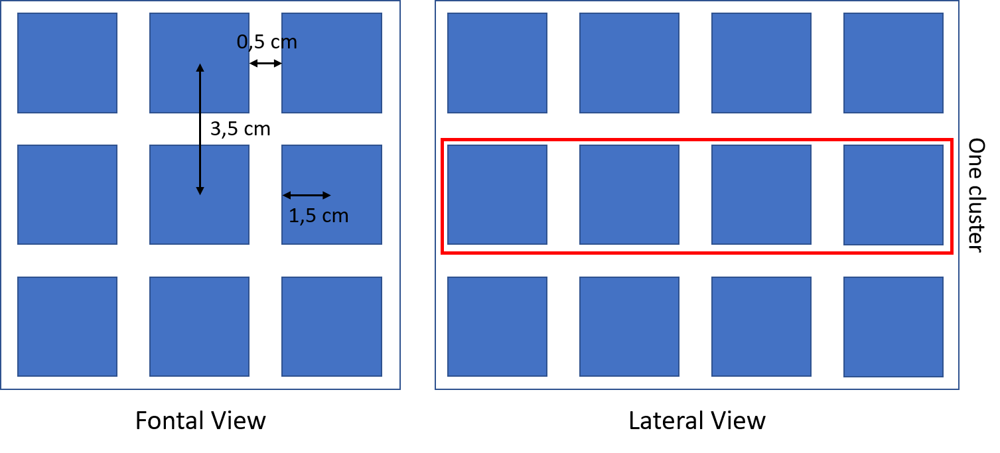 0,5 cm
3,5 cm
1,5 cm
One cluster
Fontal View
Lateral View